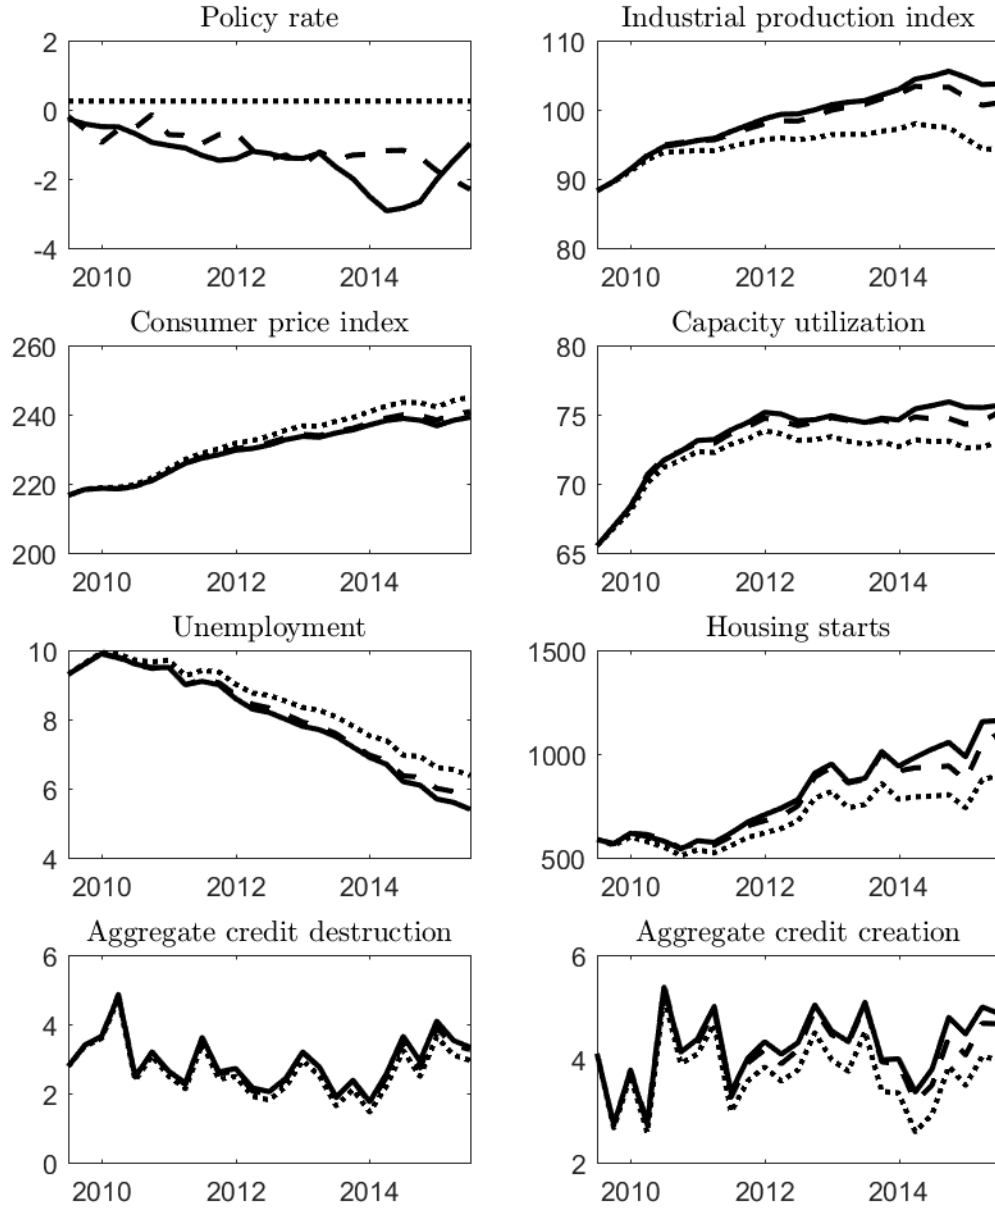 Policy rate
2
0
-2
-4
2010 2012 2014
Industrial production index
110
100
90
80
2010 2012 2014
Consumer price index
260
240
220
200
2010 2012 2014
Capacity utilization
80
75
70
65
2010 2012 2014
Unemployment
10
8
6
4
2010 2012 2014
Housing starts
1500
1000
500
2010 2012 2014
Aggregate credit destruction
6
4
2
0
2010 2012 2014
Aggregate credit creation
6
4
2
2010 2012 2014